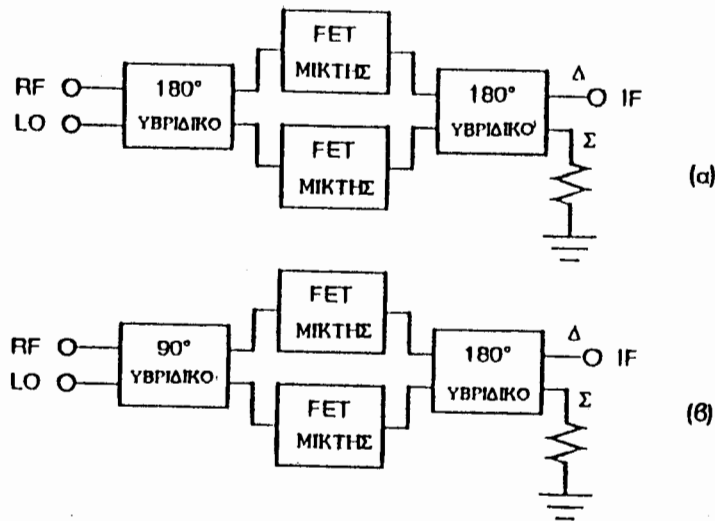 FET
ΜΙΚΤΗΣ
RF
LO
180°
ΥΒΡΙΔΙΚΟ
180°
ΥΒΡΙΔΙΚΟ
Δ
IF
Σ
FET
ΜΙΚΤΗΣ
(α)
FET
ΜΙΚΤΗΣ
RF
LO
90°
ΥΒΡΙΔΙΚΟ
180°
ΥΒΡΙΔΙΚΟ
Δ
IF
Σ
FET
ΜΙΚΤΗΣ
(β)